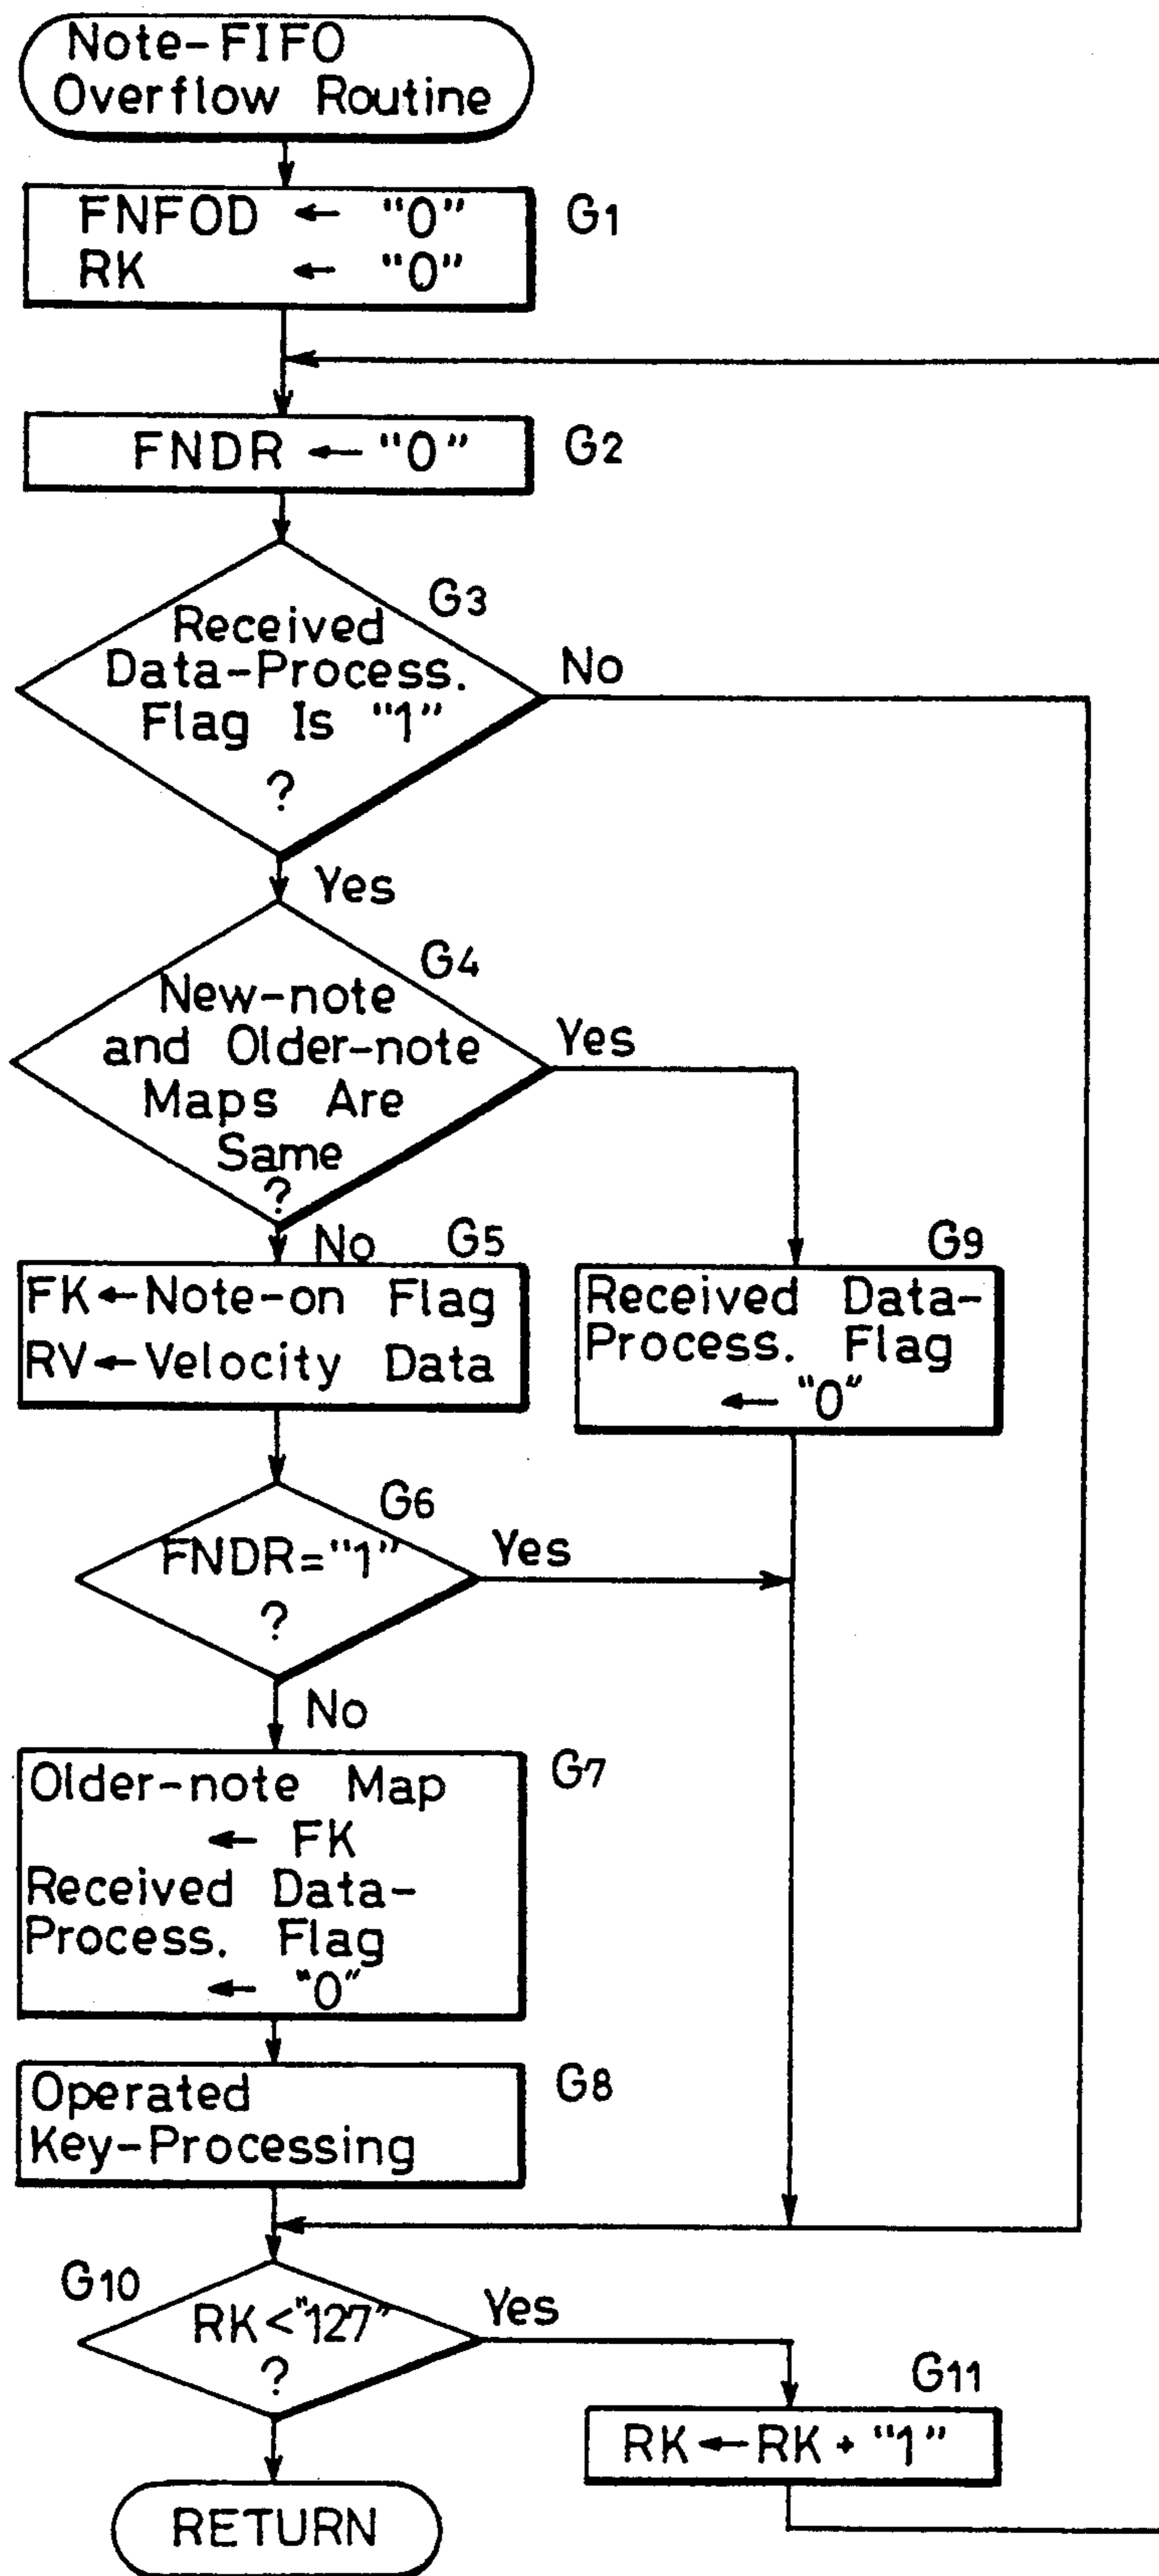 Note-FIFO
Overflow Routine
FNFOD ← "0"
G1
RK ← "0"
FNDR ← "0"
G2
G3
Received
Data-Process.
Flag Is "1"
?
No
Yes
G4
New-note
and Older-note
Maps Are
Same
?
Yes
No
G5
FK←Note-on Flag
RV←Velocity Data
G9
Received Data-
Process. Flag
← "0"
G6
FNDR="1"
?
Yes
No
Older-note Map
G7
← FK
Received Data-
Process. Flag
← "0"
Operated
G8
Key-Processing
G10
RK<"127"
?
Yes
G11
RK←RK+"1"
RETURN